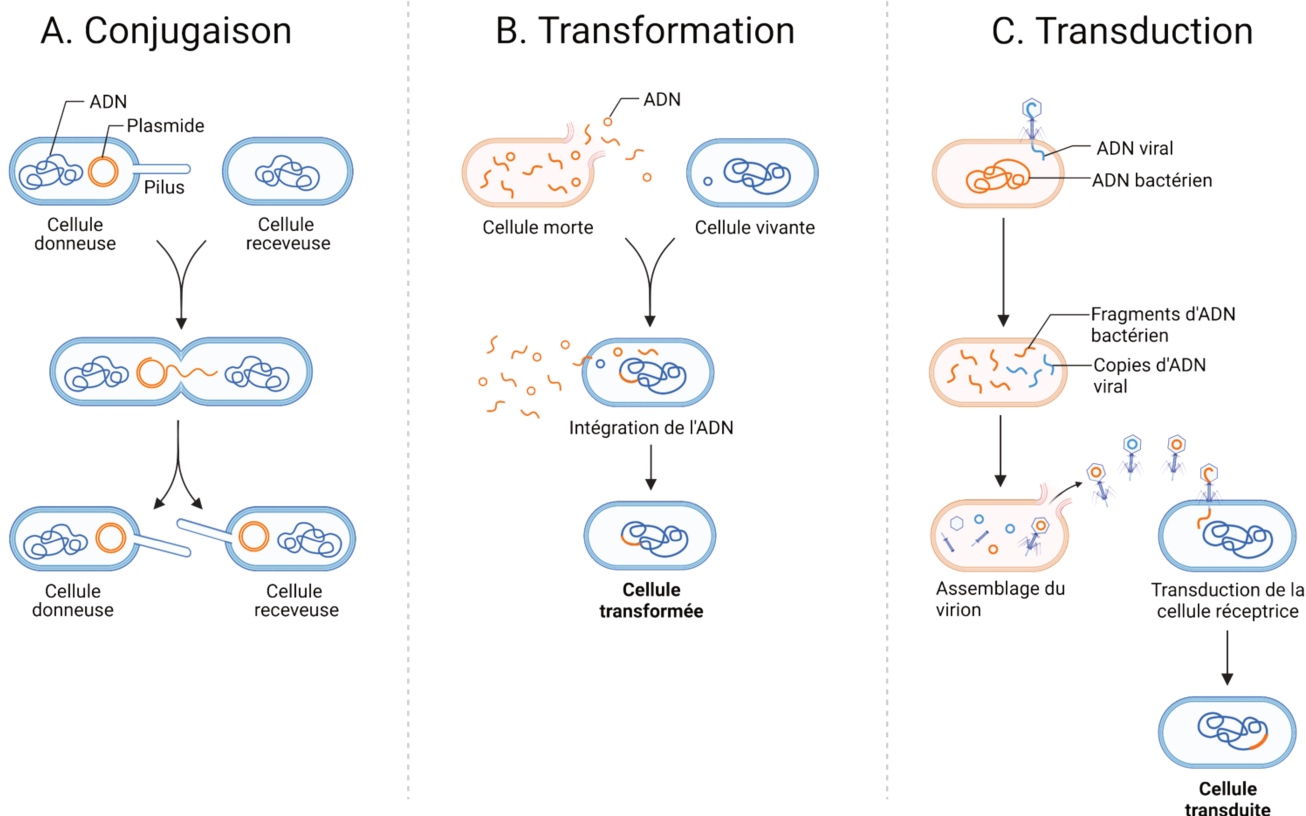 A. Conjugaison
ADN
Plasmide
Pilus
Cellule
donneuse
Cellule
receveuse
Cellule
donneuse
Cellule
receveuse
B. Transformation
ADN
Cellule morte
Cellule vivante
Intégration de l'ADN
Cellule
transformée
C. Transduction
ADN viral
ADN bactérien
Fragments d'ADN
bactérien
Copies d'ADN
viral
Assemblage du
virion
Transduction de la
cellule réceptrice
Cellule
transduite